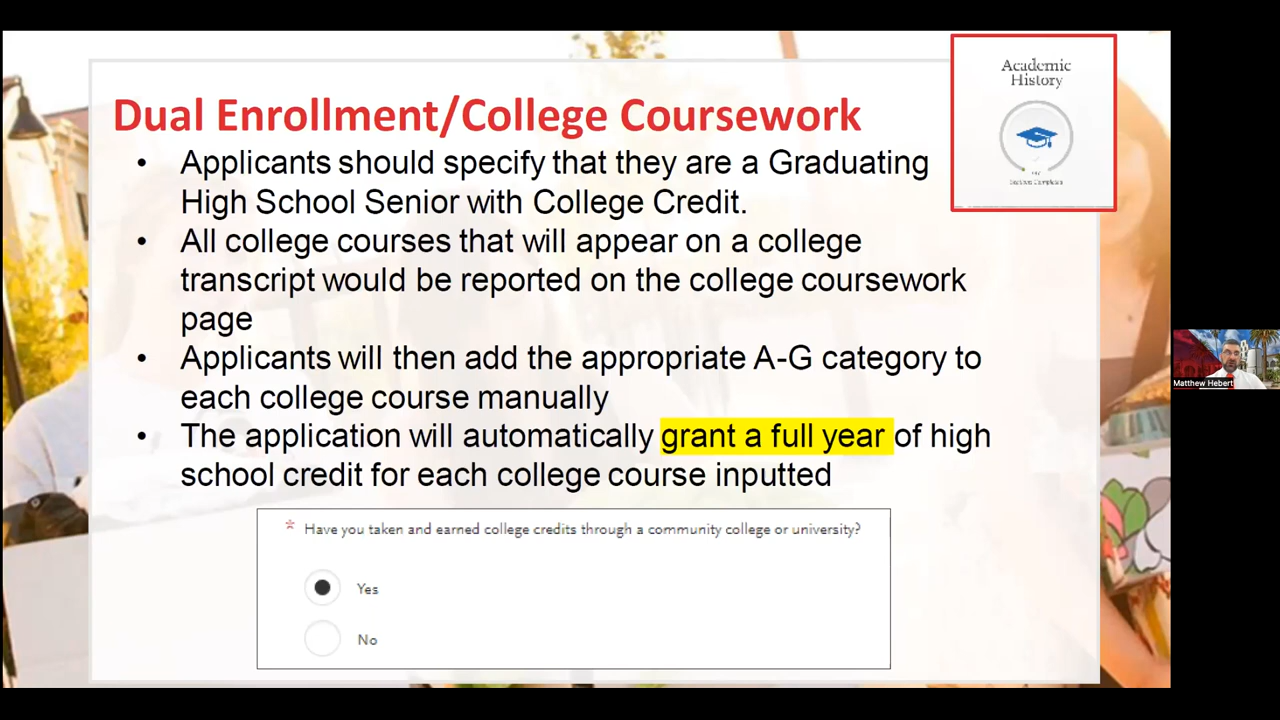 Academic
History
Dual Enrollment/College Coursework
• Applicants should specify that they are a Graduating
High School Senior with College Credit.
• All college courses that will appear on a college
transcript would be reported on the college coursework
page
• Applicants will then add the appropriate A-G category to
each college course manually
• The application will automatically grant a full year of high
school credit for each college course inputted
* Have you taken and earned college credits through a community college or university?
Yes
No
Matthew Hebert